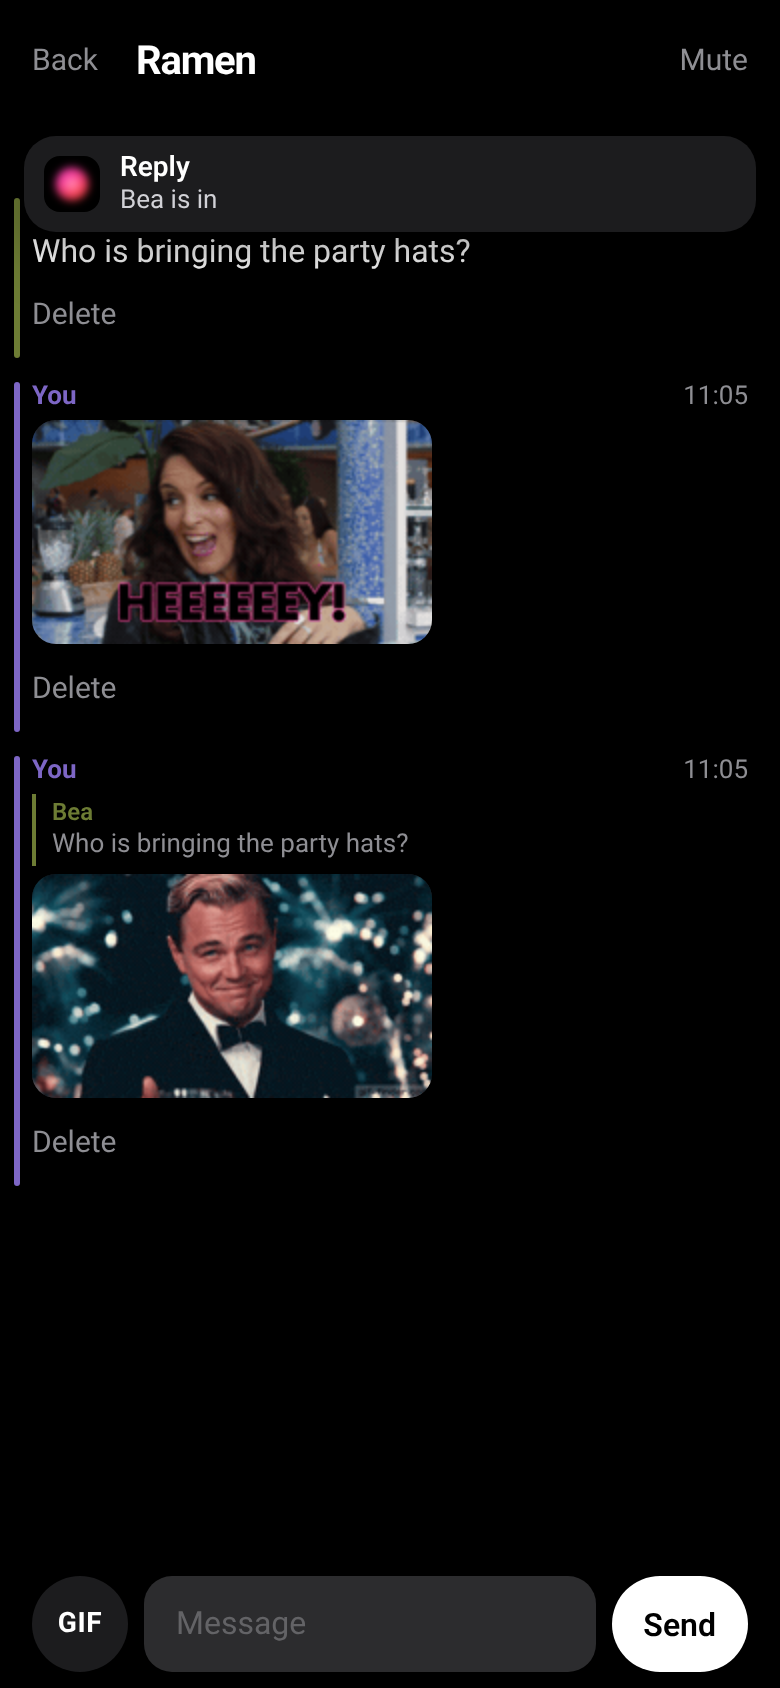 Back
Ramen
Mute
Reply
Bea is in
Who is bringing the party hats?
Delete
You
11:05
HEEEEEEY!
Delete
You
11:05
Bea
Who is bringing the party hats?
Delete
GIF
Message
Send